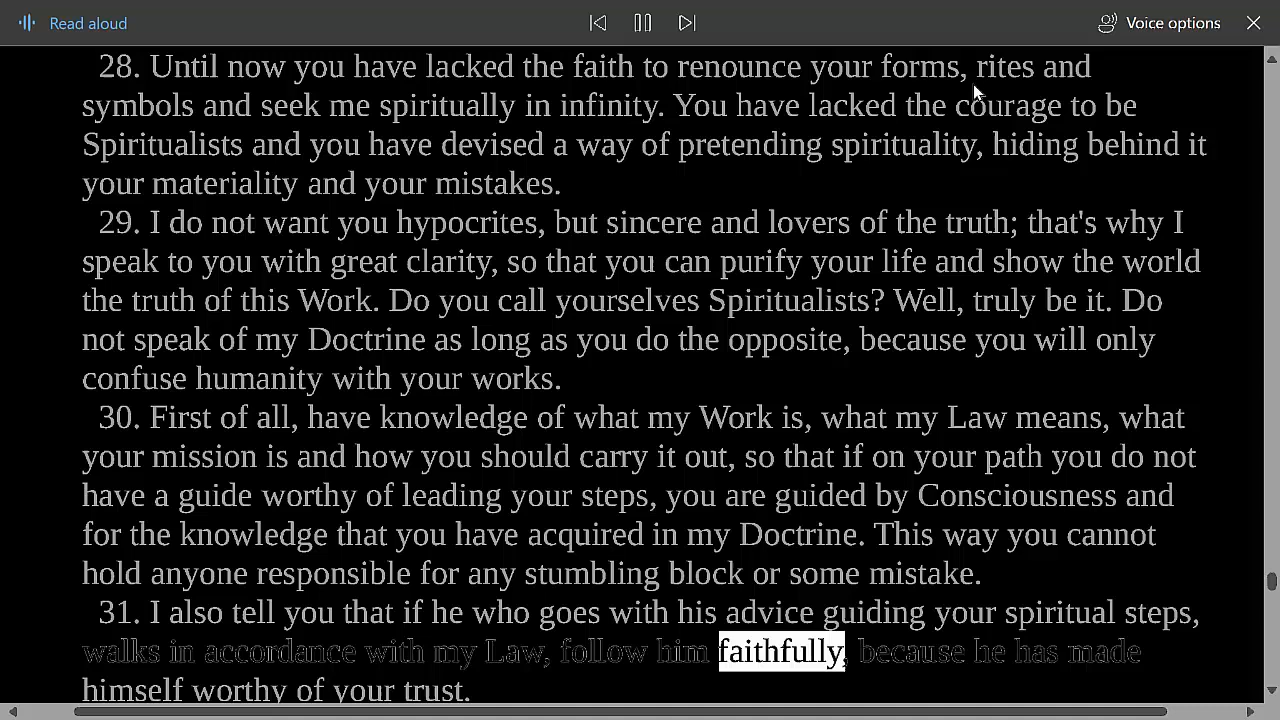 Read aloud
Voice options
28. Until now you have lacked the faith to renounce your forms, rites and
symbols and seek me spiritually in infinity. You have lacked the courage to be
Spiritualists and you have devised a way of pretending spirituality, hiding behind it
your materiality and your mistakes.
29. I do not want you hypocrites, but sincere and lovers of the truth; that's why I
speak to you with great clarity, so that you can purify your life and show the world
the truth of this Work. Do you call yourselves Spiritualists? Well, truly be it. Do
not speak of my Doctrine as long as you do the opposite, because you will only
confuse humanity with your works.
30. First of all, have knowledge of what my Work is, what my Law means, what
your mission is and how you should carry it out, so that if on your path you do not
have a guide worthy of leading your steps, you are guided by Consciousness and
for the knowledge that you have acquired in my Doctrine. This way you cannot
hold anyone responsible for any stumbling block or some mistake.
31. I also tell you that if he who goes with his advice guiding your spiritual steps,
walks in accordance with my Law, follow him faithfully, because he has made
himself worthy of your trust.